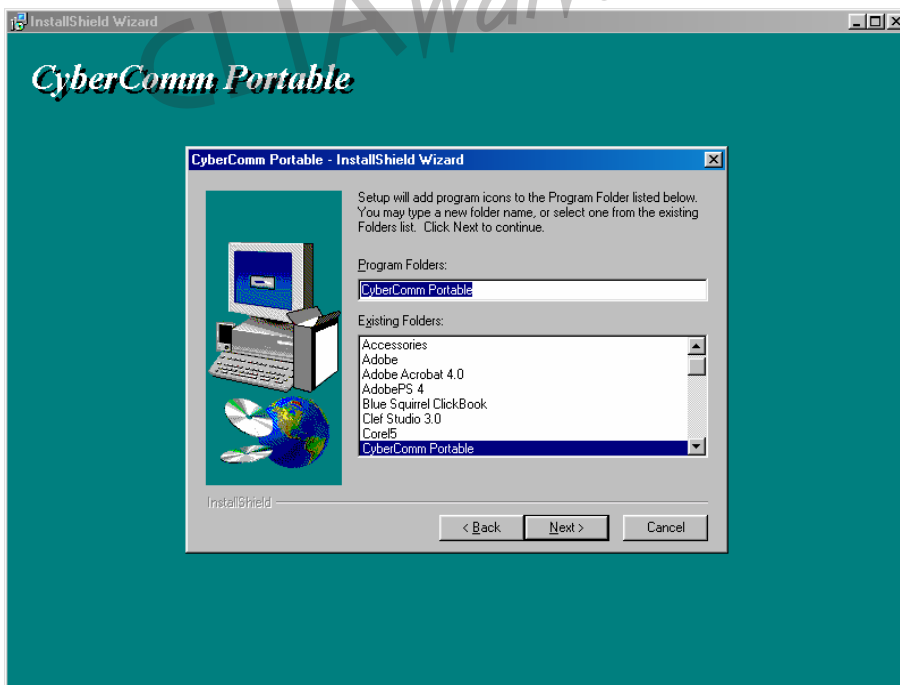 CLIAwa
InstallShield Wizard
CyberComm Portable
CyberComm Portable - InstallShield Wizard
Setup will add program icons to the Program Folder listed below.
You may type a new folder name, or select one from the existing
Folders list. Click Next to continue.
Program Folders:
CyberComm Portable
Existing Folders:
Accessories
Adobe
Adobe Acrobat 4.0
AdobePS 4
Blue Squirrel ClickBook
Clef Studio 3.0
Corel5
CyberComm Portable
InstallShield
< Back
Next >
Cancel